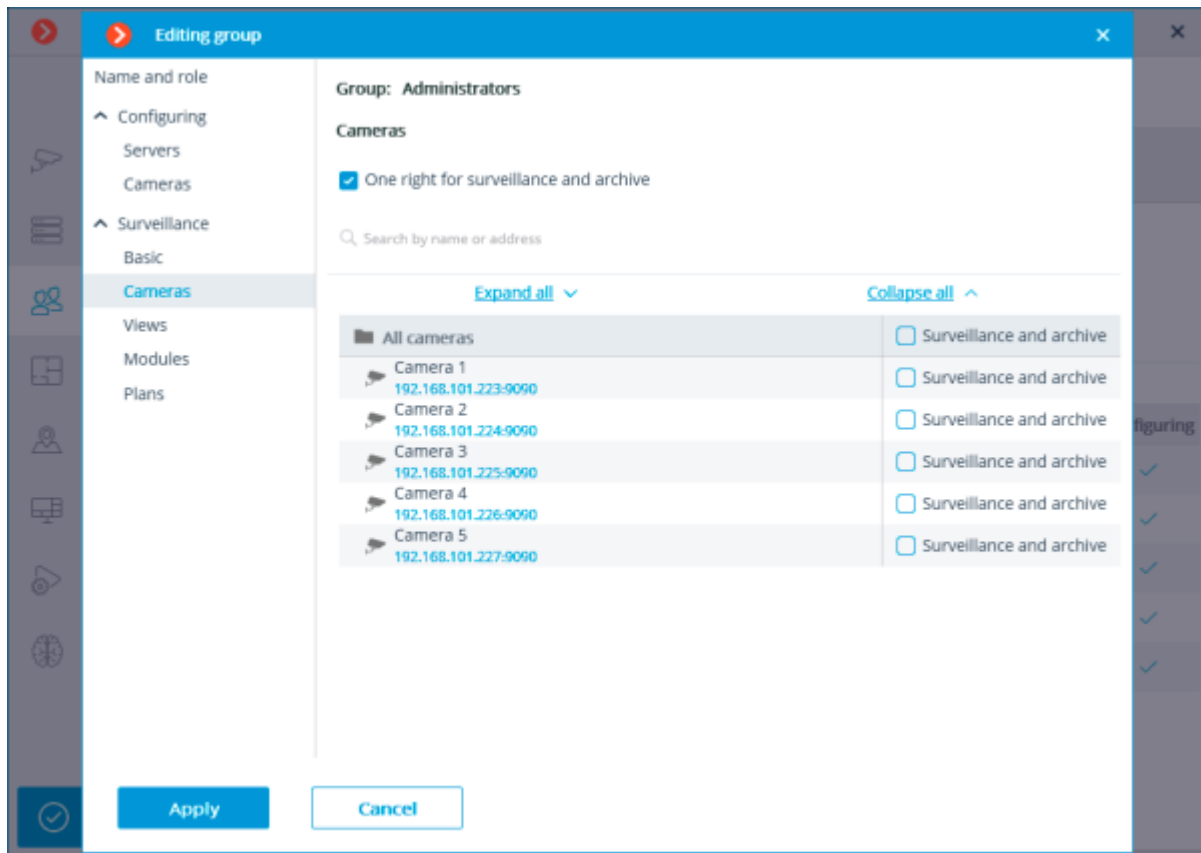 Editing group
Name and role
Configuring
Servers
Cameras
Surveillance
Basic
Cameras
Views
Modules
Plans
Group: Administrators
Cameras
One right for surveillance and archive
Search by name or address
Expand all
Collapse all
All cameras
Surveillance and archive
Camera 1
192.168.101.223:9090
Surveillance and archive
Camera 2
192.168.101.224:9090
Surveillance and archive
Camera 3
192.168.101.225:9090
Surveillance and archive
Camera 4
192.168.101.226:9090
Surveillance and archive
Camera 5
192.168.101.227:9090
Surveillance and archive
figuring
Apply
Cancel